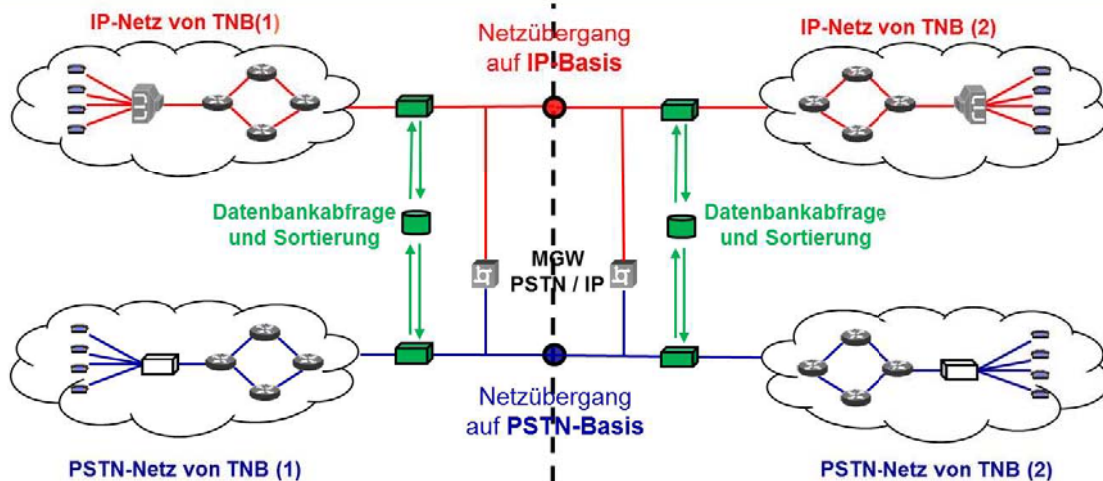 IP-Netz von TNB(1)
Netzübergang
auf IP-Basis
IP-Netz von TNB (2)
Datenbankabfrage
und Sortierung
MGW
PSTN / IP
Datenbankabfrage
und Sortierung
Netzübergang
auf PSTN-Basis
PSTN-Netz von TNB (1)
PSTN-Netz von TNB (2)